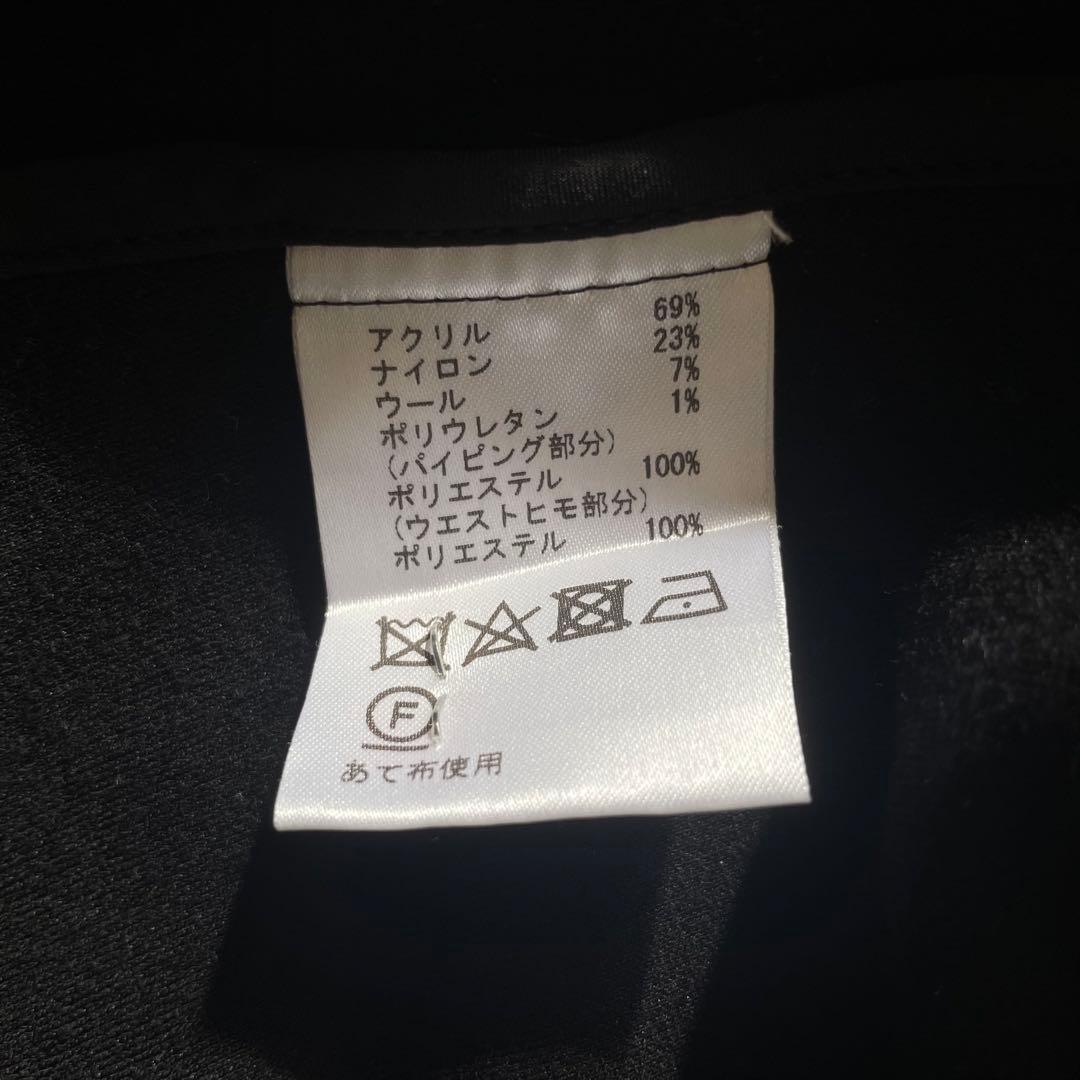 アクリル 69%
ナイロン 23%
ウール 7%
ポリウレタン 1%
(パイピング部分)
ポリエステル 100%
(ウエストヒモ部分)
ポリエステル 100%
F
あて布使用